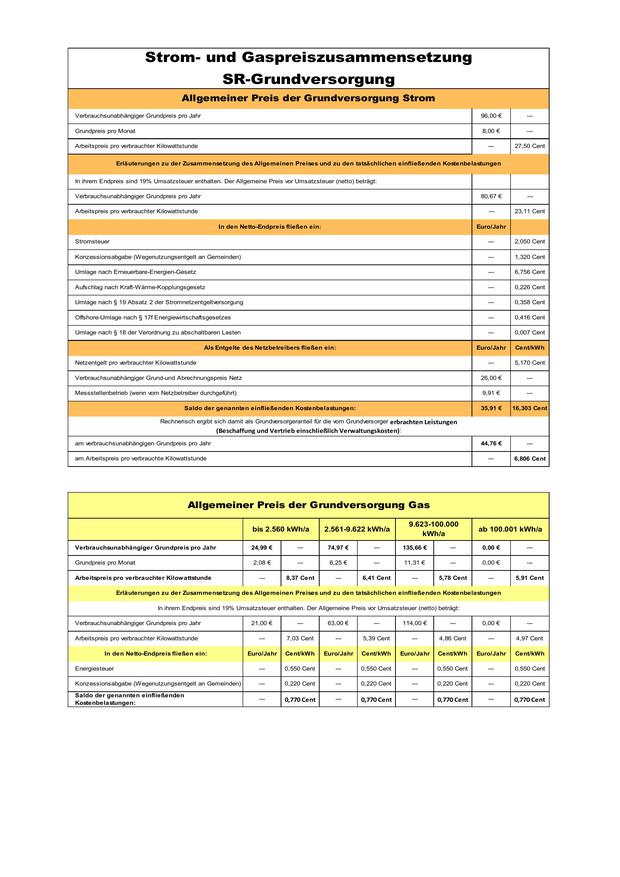 Strom- und Gaspreiszusammensetzung
SR-Grundversorgung
Allgemeiner Preis der Grundversorgung Strom
Verbrauchsunabhängiger Grundpreis pro Jahr 96,00 € ---
Grundpreis pro Monat 8,00 € ---
Arbeitspreis pro verbrauchter Kilowattstunde --- 27,50 Cent
Erläuterungen zu der Zusammensetzung des Allgemeinen Preises und zu den tatsächlichen einfließenden Kostenbelastungen
In ihrem Endpreis sind 19% Umsatzsteuer enthalten. Der Allgemeine Preis vor Umsatzsteuer (netto) beträgt:
Verbrauchsunabhängiger Grundpreis pro Jahr 80,67 € ---
Arbeitspreis pro verbrauchter Kilowattstunde --- 23,11 Cent
In den Netto-Endpreis fließen ein: Euro/Jahr
Stromsteuer --- 2,050 Cent
Konzessionsabgabe (Wegenutzungsentgelt an Gemeinden) --- 1,320 Cent
Umlage nach Erneuerbare-Energien-Gesetz --- 6,756 Cent
Aufschlag nach Kraft-Wärme-Kopplungsgesetz --- 0,226 Cent
Umlage nach § 19 Absatz 2 der Stromnetzentgeltversorgung --- 0,358 Cent
Offshore-Umlage nach § 17f Energiewirtschaftsgesetzes --- 0,416 Cent
Umlage nach § 18 der Verordnung zu abschaltbaren Lasten --- 0,007 Cent
Als Entgelte des Netzbetreibers fließen ein: Euro/Jahr Cent/kWh
Netzentgelt pro verbrauchter Kilowattstunde --- 5,170 Cent
Verbrauchsunabhängiger Grund-und Abrechnungspreis Netz 26,00 € ---
Messstellenbetrieb (wenn vom Netzbetreiber durchgeführt) 9,91 € ---
Saldo der genannten einfließenden Kostenbelastungen: 35,91 € 16,303 Cent
Rechnerisch ergibt sich damit als Grundversorgeranteil für die vom Grundversorger erbrachten Leistungen
(Beschaffung und Vertrieb einschließlich Verwaltungskosten):
am verbrauchsunabhängigen Grundpreis pro Jahr 44,76 € ---
am Arbeitspreis pro verbrauchte Kilowattstunde --- 6,806 Cent
Allgemeiner Preis der Grundversorgung Gas
bis 2.560 kWh/a 2.561-9.622 kWh/a 9.623-100.000 kWh/a ab 100.001 kWh/a
Verbrauchsunabhängiger Grundpreis pro Jahr 24,99 € --- 74,97 € --- 135,66 € --- 0,00 € ---
Grundpreis pro Monat 2,08 € --- 6,25 € --- 11,31 € --- 0,00 € ---
Arbeitspreis pro verbrauchter Kilowattstunde --- 8,37 Cent --- 6,41 Cent --- 5,78 Cent --- 5,91 Cent
Erläuterungen zu der Zusammensetzung des Allgemeinen Preises und zu den tatsächlichen einfließenden Kostenbelastungen
In ihrem Endpreis sind 19% Umsatzsteuer enthalten. Der Allgemeine Preis vor Umsatzsteuer (netto) beträgt:
Verbrauchsunabhängiger Grundpreis pro Jahr 21,00 € --- 63,00 € --- 114,00 € --- 0,00 € ---
Arbeitspreis pro verbrauchter Kilowattstunde --- 7,03 Cent --- 5,39 Cent --- 4,86 Cent --- 4,97 Cent
In den Netto-Endpreis fließen ein: Euro/Jahr Cent/kWh Euro/Jahr Cent/kWh Euro/Jahr Cent/kWh Euro/Jahr Cent/kWh
Energiesteuer --- 0,550 Cent --- 0,550 Cent --- 0,550 Cent --- 0,550 Cent
Konzessionsabgabe (Wegenutzungsentgelt an Gemeinden) --- 0,220 Cent --- 0,220 Cent --- 0,220 Cent --- 0,220 Cent
Saldo der genannten einfließenden
Kostenbelastungen: --- 0,770 Cent --- 0,770 Cent --- 0,770 Cent --- 0,770 Cent